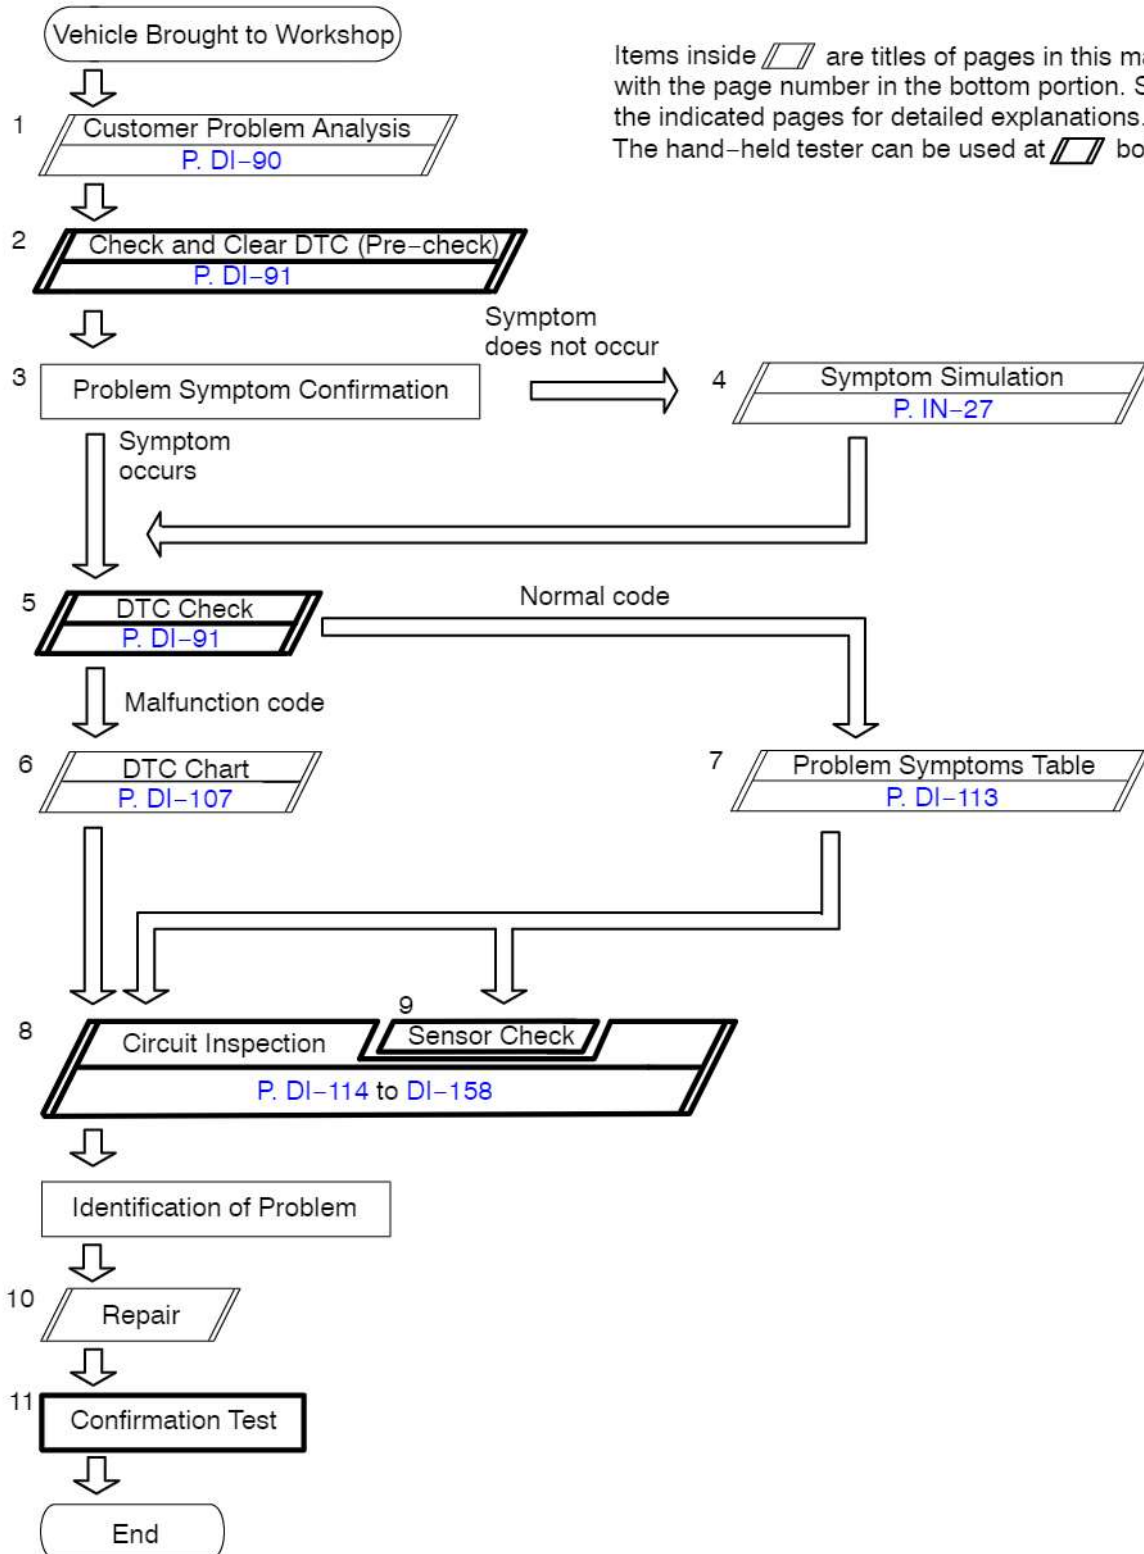 Vehicle Brought to Workshop
Items inside are titles of pages in this
with the page number in the bottom portion.
the indicated pages for detailed explanations.
The hand-held tester can be used at
1
Customer Problem Analysis
P. DI-90
2
Check and Clear DTC (Pre-check)
P. DI-91
Symptom
does not occur
3
Problem Symptom Confirmation
4
Symptom Simulation
P. IN-27
Symptom
occurs
5
DTC Check
P. DI-91
Normal code
Malfunction code
6
DTC Chart
P. DI-107
7
Problem Symptoms Table
P. DI-113
8
Circuit Inspection
9
Sensor Check
P. DI-114 to DI-158
Identification of Problem
10
Repair
11
Confirmation Test
End